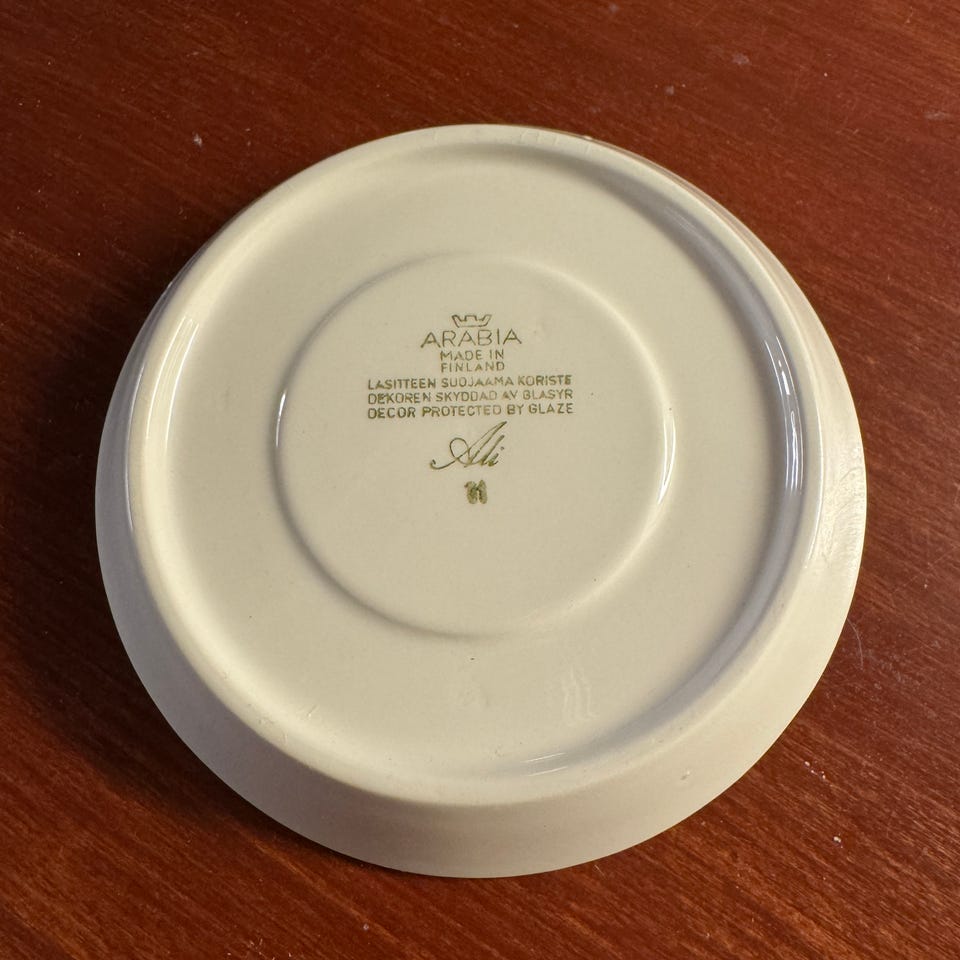 ARABIA
MADE IN
FINLAND
LASITTEEN SUOJAAMA KORISTE
DEKOREN SKYDDAD AV GLASYR
DECOR PROTECTED BY GLAZE
Ali